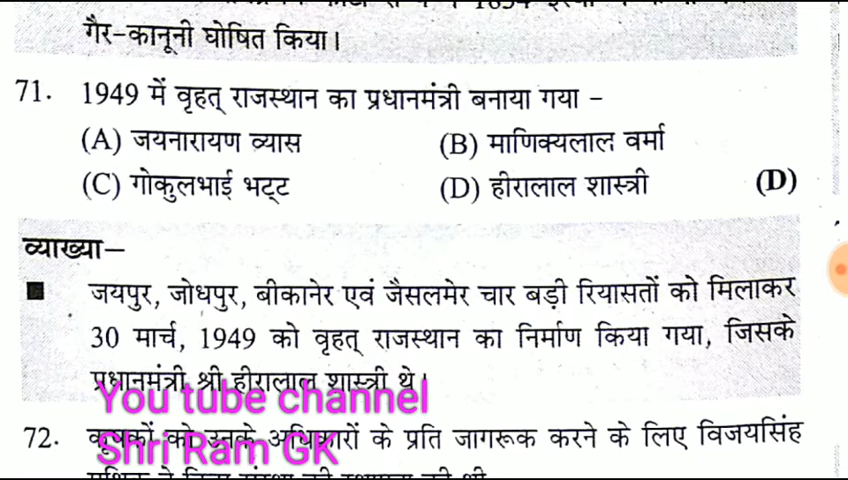 गैर-कानूनी घोषित किया।
71. 1949 में वृहत् राजस्थान का प्रधानमंत्री बनाया गया –
(A) जयनारायण व्यास (B) माणिक्यलाल वर्मा
(C) गोकुलभाई भट्ट (D) हीरालाल शास्त्री (D)
व्याख्या–
■ जयपुर, जोधपुर, बीकानेर एवं जैसलमेर चार बड़ी रियासतों को मिलाकर
30 मार्च, 1949 को वृहत् राजस्थान का निर्माण किया गया, जिसके
प्रधानमंत्री श्री हीरालाल शास्त्री थे।
You tube channel
72. कृषकों को उनके अधिकारों के प्रति जागरूक करने के लिए विजयसिंह
Shri Ram GK